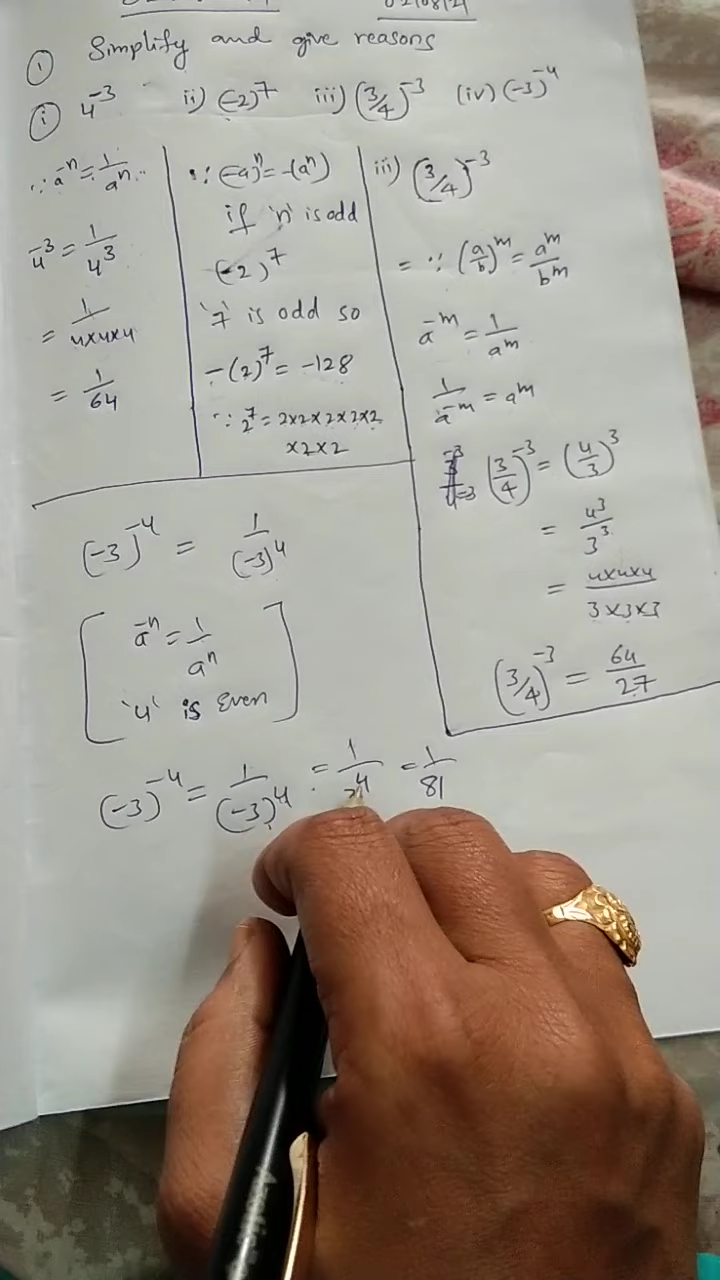 02/08/21
① Simplify and give reasons
ⓘ 4⁻³ ii) (-2)⁷ iii) (3/4)⁻³ (iv) (-3)⁻⁴
∵ a⁻ⁿ = 1/aⁿ
4⁻³ = 1/4³
= 1/4×4×4
= 1/64
∵ (-a)ⁿ = -(aⁿ)
if 'n' is odd
(-2)⁷
'7' is odd so
-(2)⁷ = -128
∵ 2⁷ = 2×2×2×2×2
×2×2
iii) (3/4)⁻³
= ∵ (a/b)ᵐ = aᵐ/bᵐ
a⁻ᵐ = 1/aᵐ
1/a⁻ᵐ = aᵐ
(3/4)⁻³ = (4/3)³
= 4³/3³
= 4×4×4/3×3×3
(3/4)⁻³ = 64/27
(-3)⁻⁴ = 1/(-3)⁴
[a⁻ⁿ = 1/aⁿ
'4' is Even]
(-3)⁻⁴ = 1/(-3)⁴ = 1/3⁴ = 1/81